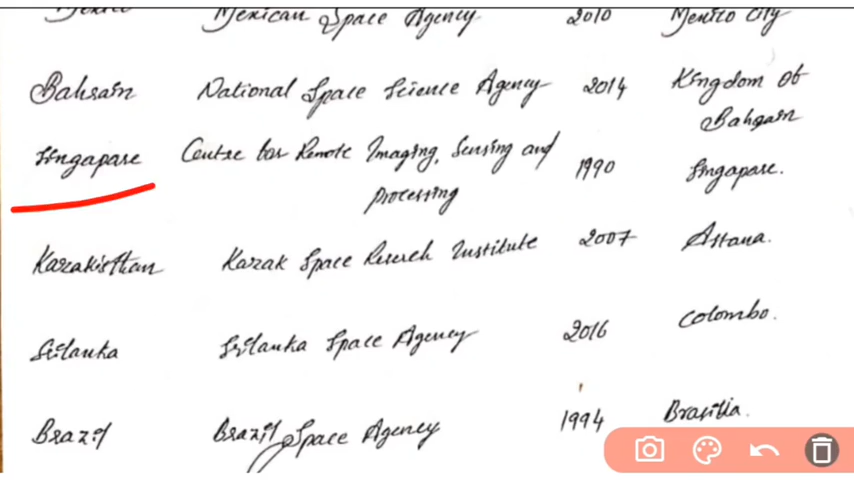 Mexican Space Agency 2010 Mexico City
Bahrain National Space Science Agency 2014 Kingdom of
Bahrain
Singapare Centre for Remote Imaging, Sensing and 1990 Singapare.
processing
Kazakisthan Kazak Space Reserch Institute 2007 Astana.
Srilanka Srilanka Space Agency 2016 Colombo.
Brazil Brazil Space Agency 1994 Brasilia.